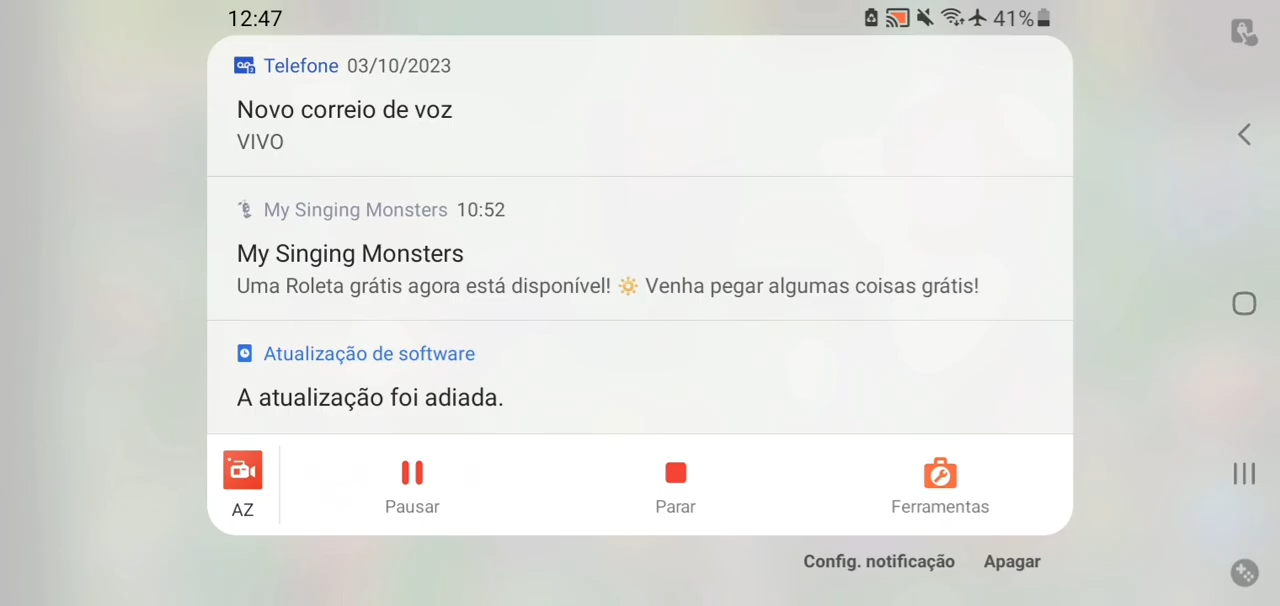 12:47 41%
Telefone 03/10/2023
Novo correio de voz
VIVO
My Singing Monsters 10:52
My Singing Monsters
Uma Roleta grátis agora está disponível! 🔅 Venha pegar algumas coisas grátis!
Atualização de software
A atualização foi adiada.
AZ Pausar Parar Ferramentas
Config. notificação Apagar